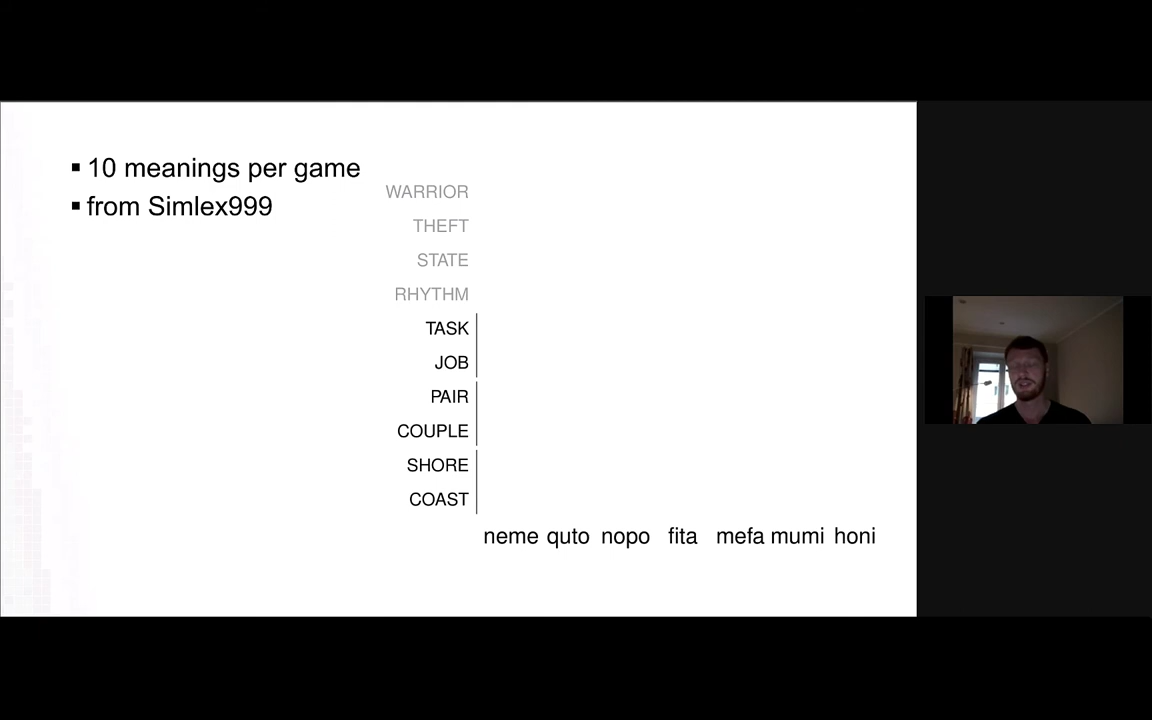 ▪ 10 meanings per game
▪ from Simlex999
WARRIOR
THEFT
STATE
RHYTHM
TASK
JOB
PAIR
COUPLE
SHORE
COAST
neme quto nopo fita mefa mumi honi